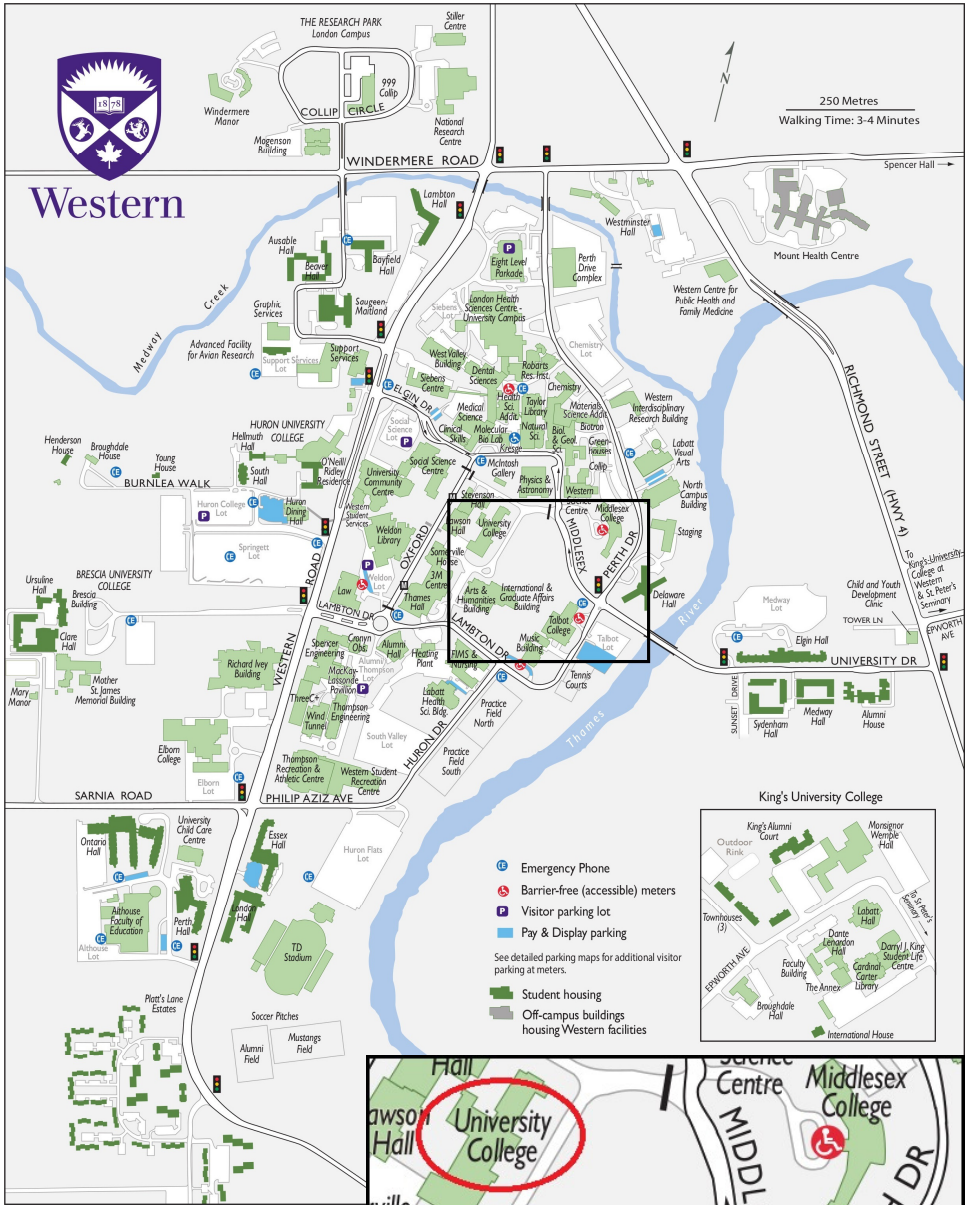 THE RESEARCH PARK
London Campus
Stiller
Centre
1878
Western
Windermere
Manor
999
Collip
COLLIP CIRCLE
Mogenson
Building
National
Research
Centre
N
250 Metres
Walking Time: 3-4 Minutes
WINDERMERE ROAD
Spencer Hall
Lambton
Hall
Westminster
Hall
Mount Health Centre
Ausable
Hall
Beaver
Hall
Bayfield
Hall
P
Eight Level
Parkade
Perth
Drive
Complex
Western Centre for
Public Health and
Family Medicine
Medway
Creek
Graphic
Services
Saugeen-
Maitland
Siebens
Lot
London Health
Sciences Centre -
University Campus
Chemistry
Lot
Advanced Facility
for Avian Research
Support Services
Lot
Support
Services
West Valley
Building
Siebens
Centre
Dental
Sciences
Robarts
Res. Inst.
Chemistry
ELGIN DR
Health
Sci.
Addit.
Taylor
Library
Materials
Science Addit.
Biotron
Western
Interdisciplinary
Research Building
Medical
Science
Clinical
Skills
Molecular
Bio Lab
Kresge
Natural
Sci.
Biol.
& Geol.
Sci.
Green-
houses
Collip
Labatt
Visual
Arts
North
Campus
Building
Social
Science
Lot
P
HURON UNIVERSITY
COLLEGE
Hellmuth
Hall
South
Hall
O'Neil/
Ridley
Residence
Henderson
House
Broughdale
House
Young
House
BURNLEA WALK
Huron College
Lot
P
Huron
Dining
Hall
Springett
Lot
Social Science
Centre
University
Community
Centre
McIntosh
Gallery
Physics &
Astronomy
Western
Science
Centre
Western
Student
Services
Weldon
Library
Stevenson
Hall
Lawson
Hall
University
College
Middlesex
College
Staging
MIDDLESEX
PERTH DR
OXFORD
Somerville
House
3M
Centre
Weldon
Lot
P
Law
Thames
Hall
M
Arts &
Humanities
Building
International &
Graduate Affairs
Building
Delaware
Hall
Talbot
College
Talbot
Lot
Music
Building
LAMBTON DR
LAMBTON DR
WESTERN ROAD
Ursuline
Hall
BRESCIA UNIVERSITY
COLLEGE
Brescia
Building
Clare
Hall
Mary
Manor
Mother
St. James
Memorial Building
Richard Ivey
Building
Spencer
Engineering
Cronyn
Obs.
Alumni
Hall
Heating
Plant
FIMS &
Nursing
MacKay-
Lassonde
Pavilion
Alumni/
Thompson
Lot
P
ThreeC+
Wind
Tunnel
Thompson
Engineering
Labatt
Health
Sci. Bldg.
Tennis
Courts
Practice
Field
North
Practice
Field
South
South Valley
Lot
HURON DR
Elborn
College
Elborn
Lot
Thompson
Recreation &
Athletic Centre
Western Student
Recreation
Centre
SARNIA ROAD
PHILIP AZIZ AVE
Thames
River
RICHMOND STREET (HWY 4)
To
King's University
College at
Western
& St. Peter's
Seminary
Child and Youth
Development
Clinic
TOWER LN
EPWORTH
AVE
Medway
Lot
Elgin Hall
UNIVERSITY DR
SUNSET DRIVE
Sydenham
Hall
Medway
Hall
Alumni
House
Ontario
Hall
University
Child Care
Centre
Essex
Hall
Huron Flats
Lot
Althouse
Faculty of
Education
Althouse
Lot
Perth
Hall
London
Hall
TD
Stadium
Platt's Lane
Estates
Soccer Pitches
Alumni
Field
Mustangs
Field
CE Emergency Phone
Barrier-free (accessible) meters
P Visitor parking lot
Pay & Display parking
See detailed parking maps for additional visitor
parking at meters.
Student housing
Off-campus buildings
housing Western facilities
King's University College
King's Alumni
Court
Monsignor
Wemple
Hall
Outdoor
Rink
To St Peter's
Seminary
Townhouses
(3)
Labatt
Hall
Dante
Lenardon
Hall
Darryl J. King
Student Life
Centre
EPWORTH AVE
Faculty
Building
Cardinal
Carter
Library
The Annex
Broughdale
Hall
International House
Hall
awson
Hall
University
College
Science
Centre
Middlesex
College
MIDDL
H DR
ville